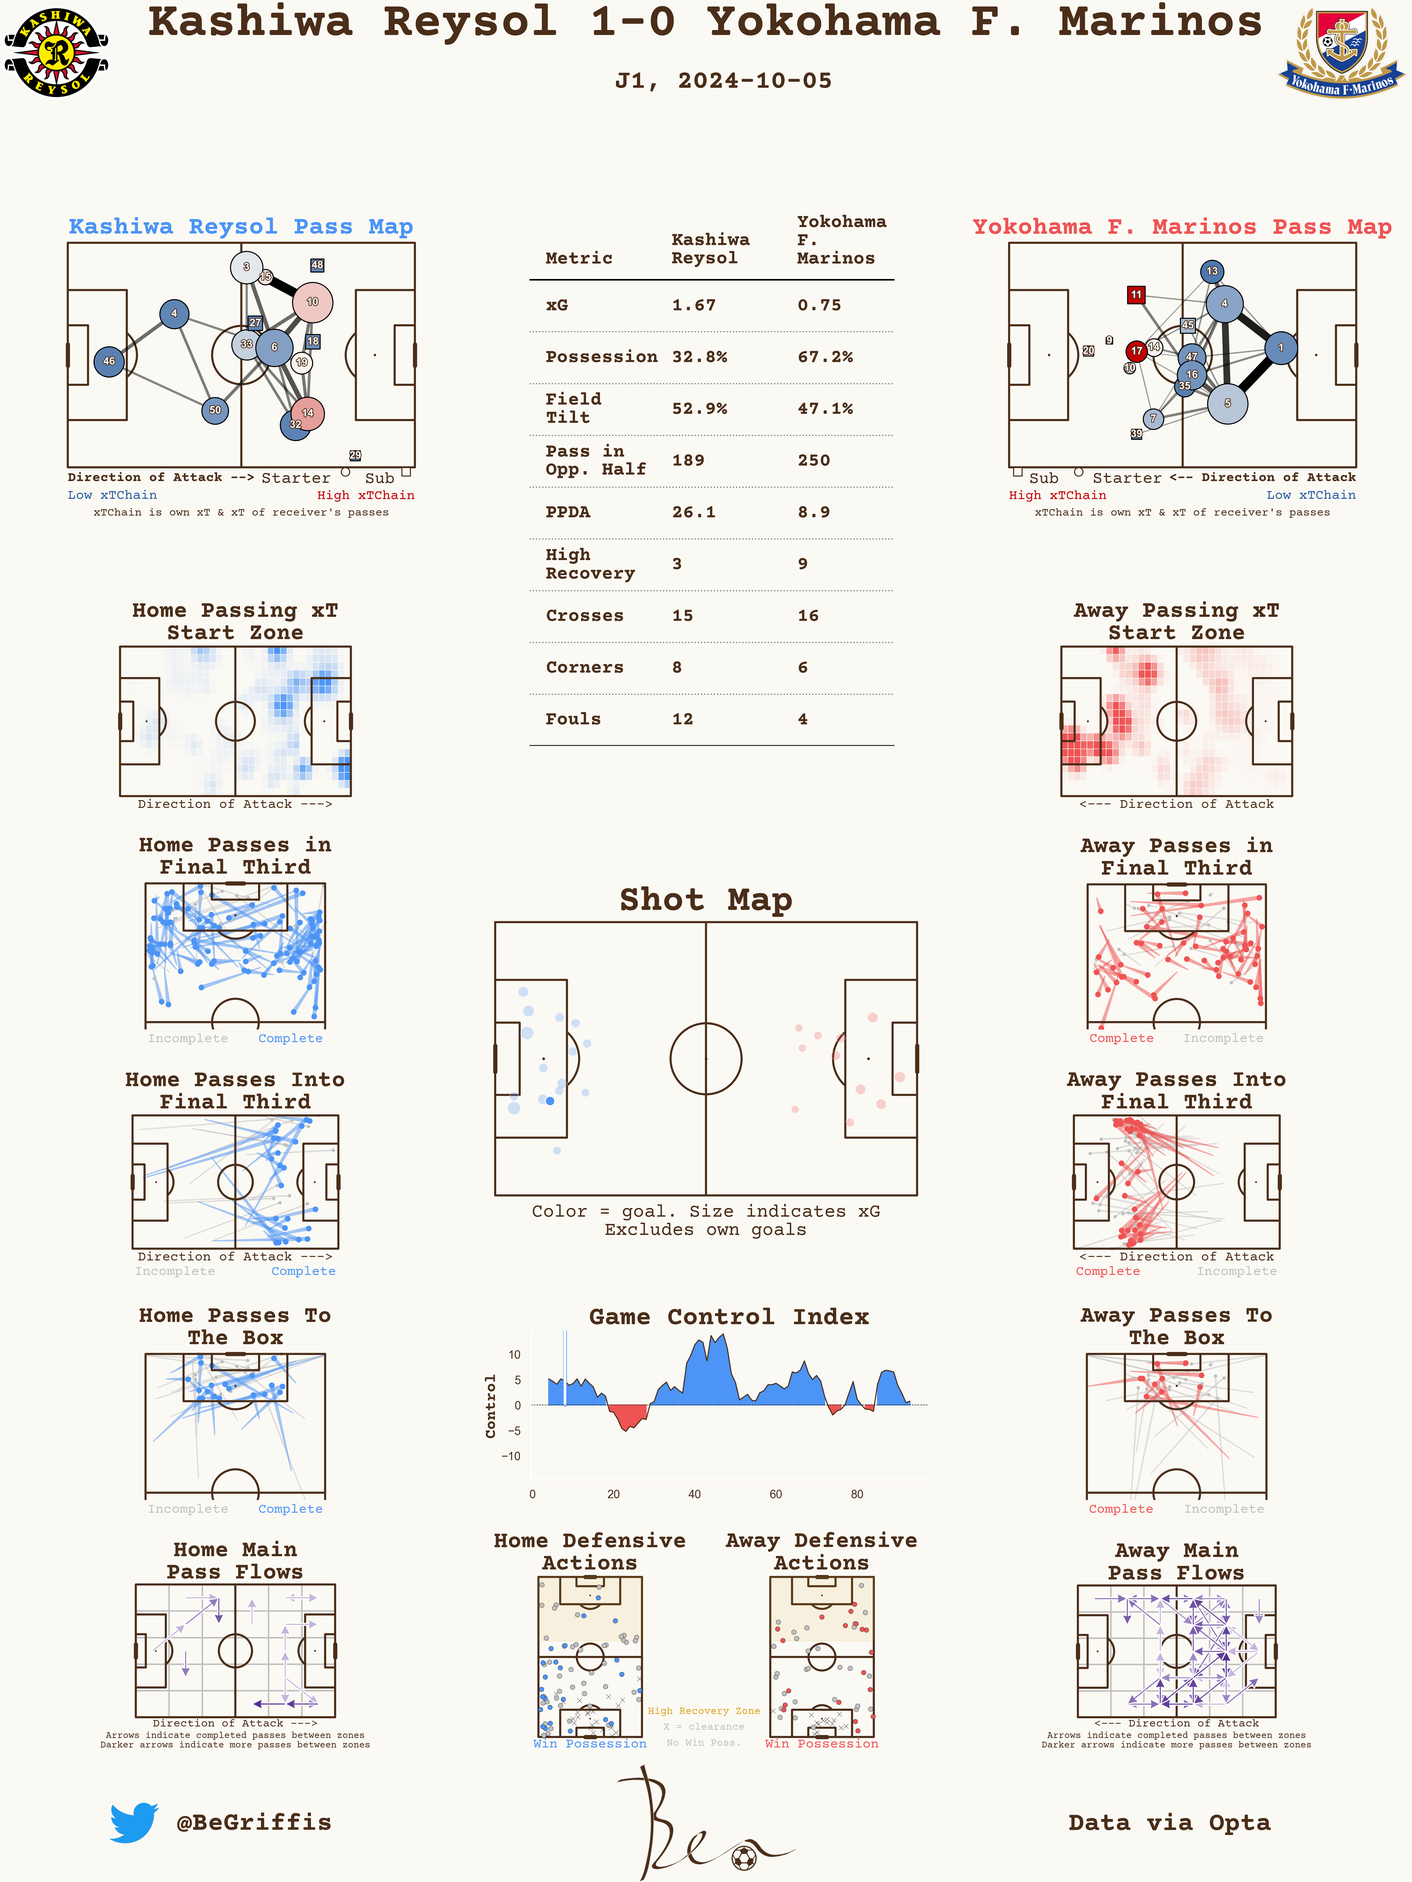 Kashiwa Reysol 1-0 Yokohama F. Marinos
J1, 2024-10-05
KASHIWA
R
REYSOL
Yokohama F·Marinos
Kashiwa Reysol Pass Map
3
15
48
10
4
27
33
6
18
19
46
50
14
32
29
Direction of Attack --> Starter Sub
Low xTChain High xTChain
xTChain is own xT & xT of receiver's passes
Metric Kashiwa Reysol Yokohama F. Marinos
xG 1.67 0.75
Possession 32.8% 67.2%
Field Tilt 52.9% 47.1%
Pass in Opp. Half 189 250
PPDA 26.1 8.9
High Recovery 3 9
Crosses 15 16
Corners 8 6
Fouls 12 4
Yokohama F. Marinos Pass Map
13
11
4
45
9
20
17
14
47
1
10
16
35
5
7
39
Sub Starter <-- Direction of Attack
High xTChain Low xTChain
xTChain is own xT & xT of receiver's passes
Home Passing xT
Start Zone
Direction of Attack --->
Away Passing xT
Start Zone
<--- Direction of Attack
Home Passes in
Final Third
Incomplete Complete
Away Passes in
Final Third
Complete Incomplete
Shot Map
Color = goal. Size indicates xG
Excludes own goals
Home Passes Into
Final Third
Direction of Attack --->
Incomplete Complete
Away Passes Into
Final Third
<--- Direction of Attack
Complete Incomplete
Home Passes To
The Box
Incomplete Complete
Game Control Index
Control
10
5
0
−5
−10
0 20 40 60 80
Away Passes To
The Box
Complete Incomplete
Home Main
Pass Flows
Direction of Attack --->
Arrows indicate completed passes between zones
Darker arrows indicate more passes between zones
Home Defensive
Actions
Win Possession
Away Defensive
Actions
Win Possession
High Recovery Zone
X = clearance
No Win Poss.
Away Main
Pass Flows
<--- Direction of Attack
Arrows indicate completed passes between zones
Darker arrows indicate more passes between zones
@BeGriffis
Ben
Data via Opta